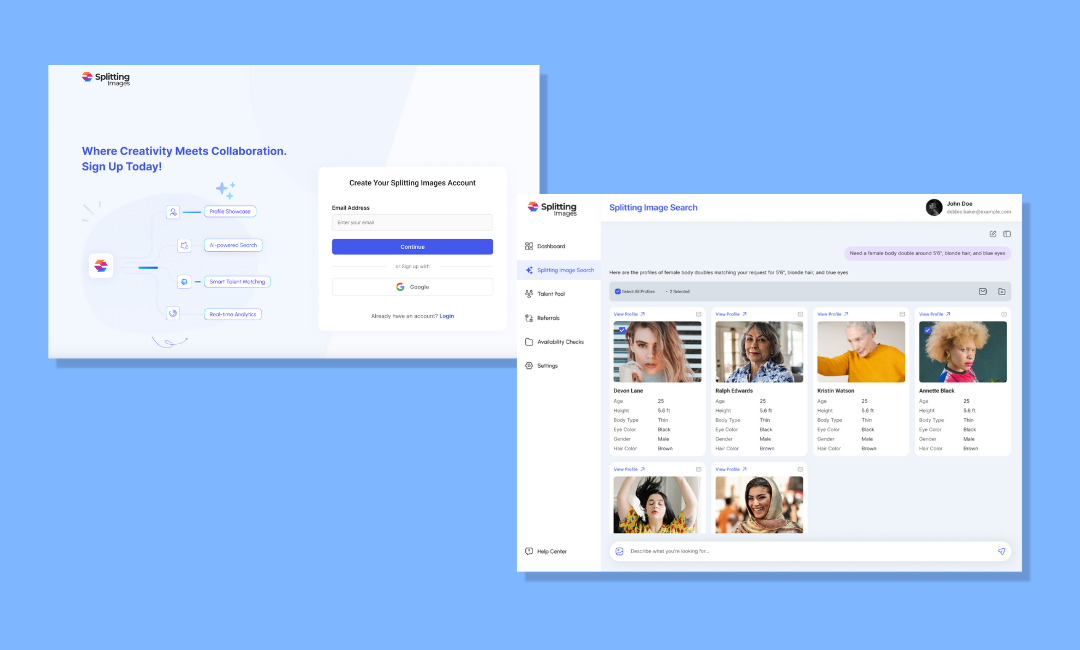 Splitting
Images
Where Creativity Meets Collaboration.
Sign Up Today!
Profile Showcase
AI-powered Search
Smart Talent Matching
Real-time Analytics
Create Your Splitting Images Account
Email Address
Enter your email
Continue
or Sign up with
Google
Already have an account? Login
Splitting
Images
Dashboard
Splitting Image Search
Talent Pool
Referrals
Availability Checks
Settings
Help Center
Splitting Image Search
John Doe
debbie.baker@example.com
Need a female body double around 5'6", blonde hair, and blue eyes
Here are the profiles of female body doubles matching your request for 5'6", blonde hair, and blue eyes
Select All Profiles • 2 Selected
View Profile
Devon Lane
Age 25
Height 5.6 ft
Body Type Thin
Eye Color Black
Gender Male
Hair Color Brown
View Profile
Ralph Edwards
Age 25
Height 5.6 ft
Body Type Thin
Eye Color Black
Gender Male
Hair Color Brown
View Profile
Kristin Watson
Age 25
Height 5.6 ft
Body Type Thin
Eye Color Black
Gender Male
Hair Color Brown
View Profile
Annette Black
Age 25
Height 5.6 ft
Body Type Thin
Eye Color Black
Gender Male
Hair Color Brown
View Profile
View Profile
Describe what you're looking for...